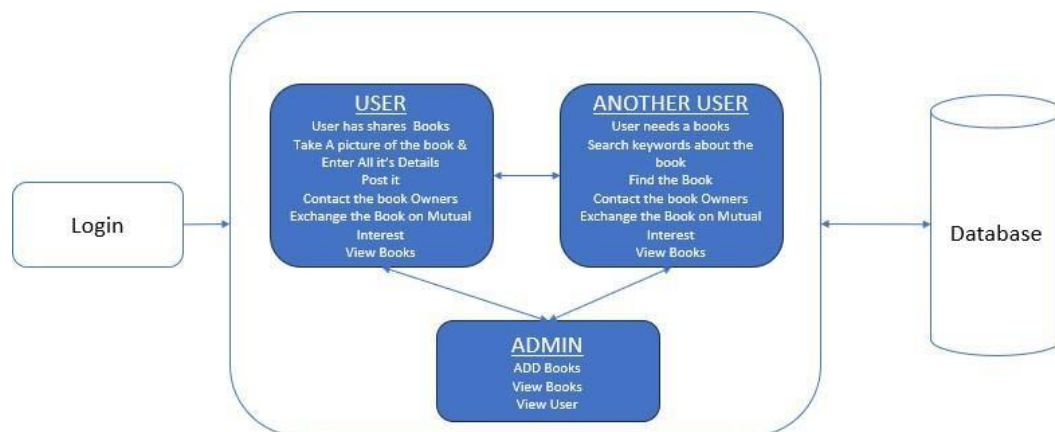 Login
USER
User has shares Books
Take A picture of the book &
Enter All it's Details
Post it
Contact the book Owners
Exchange the Book on Mutual
Interest
View Books
ANOTHER USER
User needs a books
Search keywords about the
book
Find the Book
Contact the book Owners
Exchange the Book on Mutual
Interest
View Books
ADMIN
ADD Books
View Books
View User
Database